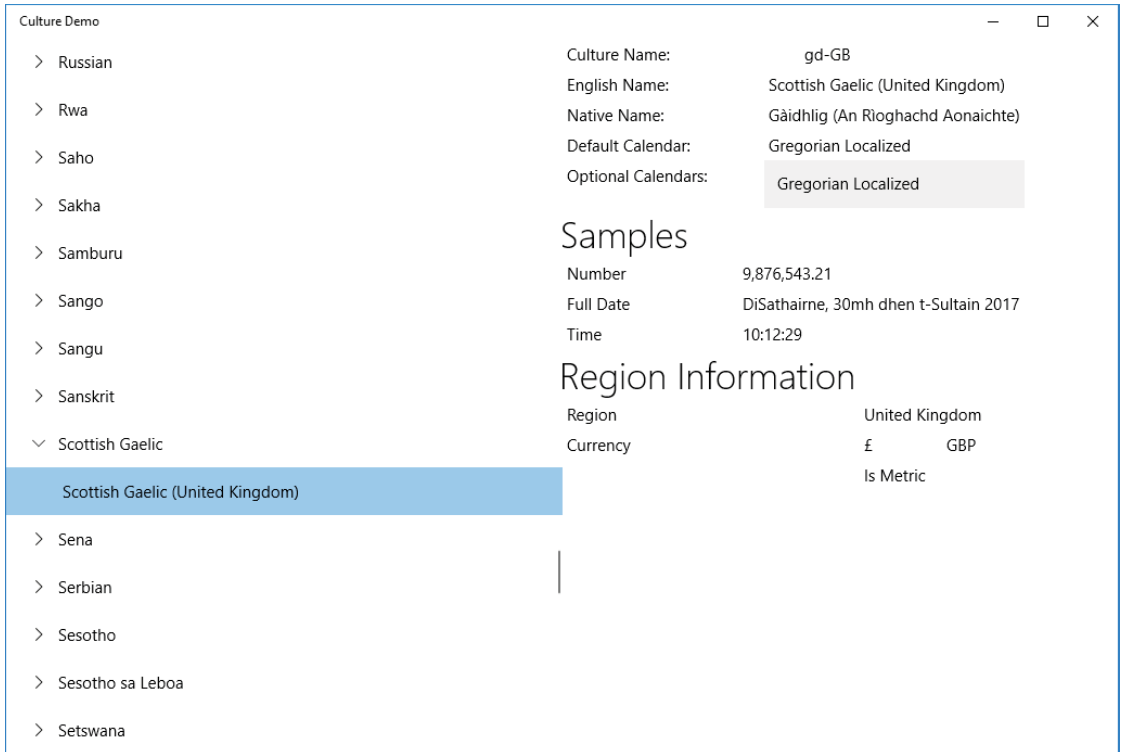 Culture Demo
Russian
Rwa
Saho
Sakha
Samburu
Sango
Sangu
Sanskrit
Scottish Gaelic
Scottish Gaelic (United Kingdom)
Sena
Serbian
Sesotho
Sesotho sa Leboa
Setswana
Culture Name: gd-GB
English Name: Scottish Gaelic (United Kingdom)
Native Name: Gàidhlig (An Rìoghachd Aonaichte)
Default Calendar: Gregorian Localized
Optional Calendars: Gregorian Localized
Samples
Number 9,876,543.21
Full Date DiSathairne, 30mh dhen t-Sultain 2017
Time 10:12:29
Region Information
Region United Kingdom
Currency £ GBP
Is Metric